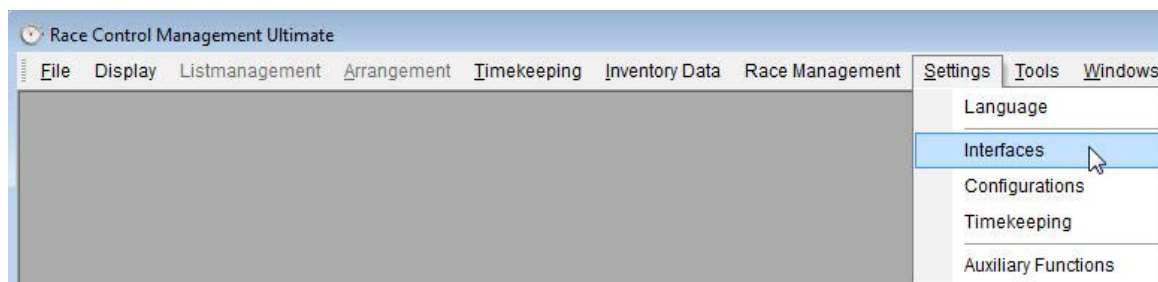 Race Control Management Ultimate
File Display Listmanagement Arrangement Timekeeping Inventory Data Race Management Settings Tools Windows
Language
Interfaces
Configurations
Timekeeping
Auxiliary Functions